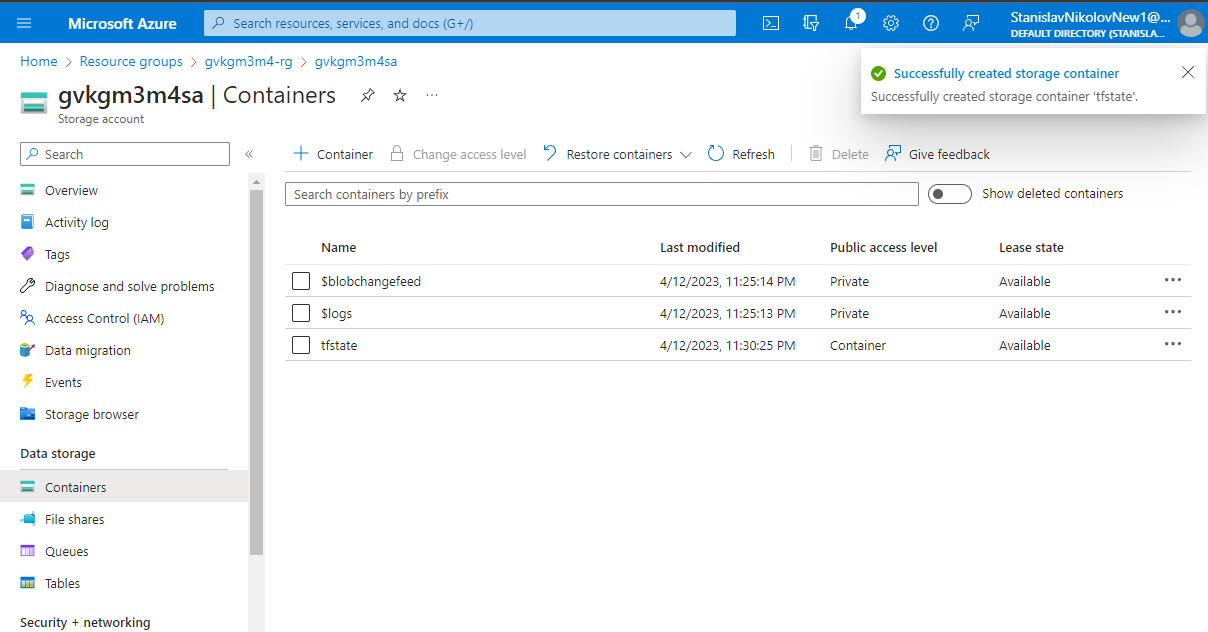 Microsoft Azure
Search resources, services, and docs (G+/)
1
StanislavNikolovNew1@...
DEFAULT DIRECTORY (STANISLA...
Home > Resource groups > gvkgm3m4-rg > gvkgm3m4sa
Successfully created storage container
Successfully created storage container 'tfstate'.
gvkgm3m4sa | Containers
Storage account
Search
Container
Change access level
Restore containers
Refresh
Delete
Give feedback
Search containers by prefix
Show deleted containers
Overview
Activity log
Tags
Diagnose and solve problems
Access Control (IAM)
Data migration
Events
Storage browser
Data storage
Containers
File shares
Queues
Tables
Security + networking
Name Last modified Public access level Lease state
$blobchangefeed 4/12/2023, 11:25:14 PM Private Available
$logs 4/12/2023, 11:25:13 PM Private Available
tfstate 4/12/2023, 11:30:25 PM Container Available